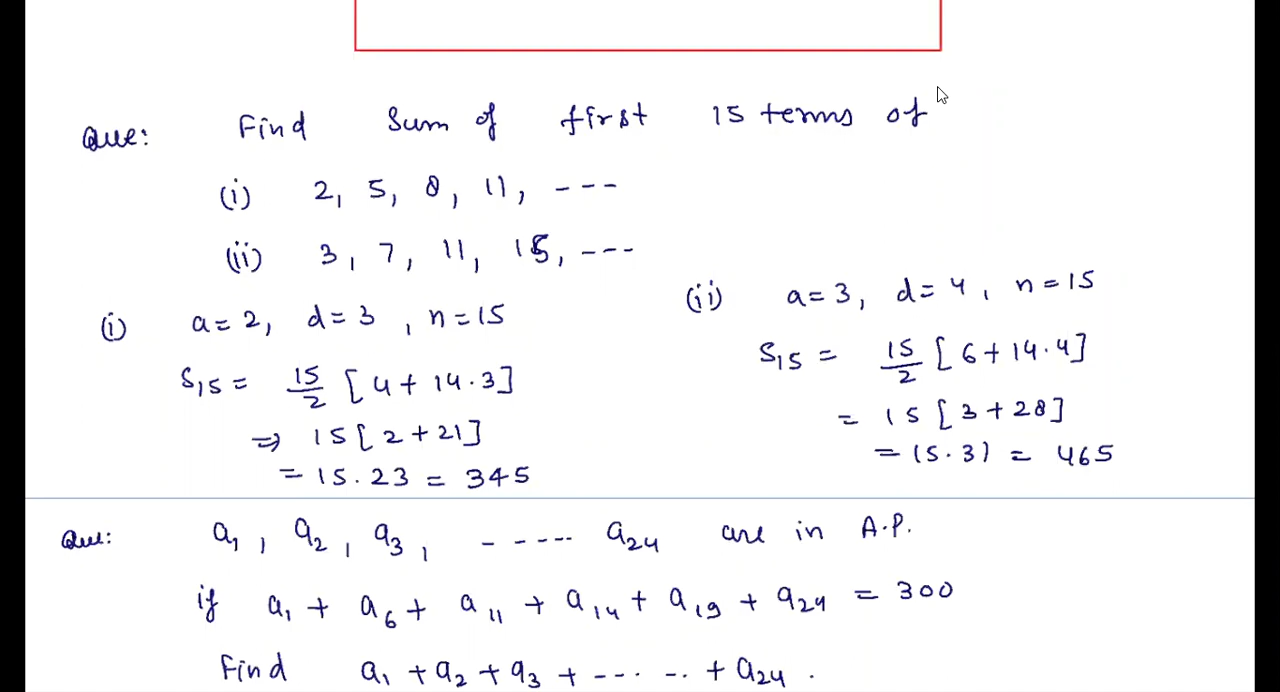 Que: Find Sum of first 15 terms of
(i) 2, 5, 8, 11, ---
(ii) 3, 7, 11, 15, ---
(i) a = 2, d = 3, n = 15
S₁₅ = 15/2 [4 + 14·3]
⇒ 15[2 + 21]
= 15·23 = 345
(ii) a = 3, d = 4, n = 15
S₁₅ = 15/2 [6 + 14·4]
= 15[3 + 28]
= 15·31 = 465
Que: a₁, a₂, a₃, ----- a₂₄ are in A.P.
if a₁ + a₆ + a₁₁ + a₁₄ + a₁₉ + a₂₄ = 300
Find a₁ + a₂ + a₃ + ----- + a₂₄.